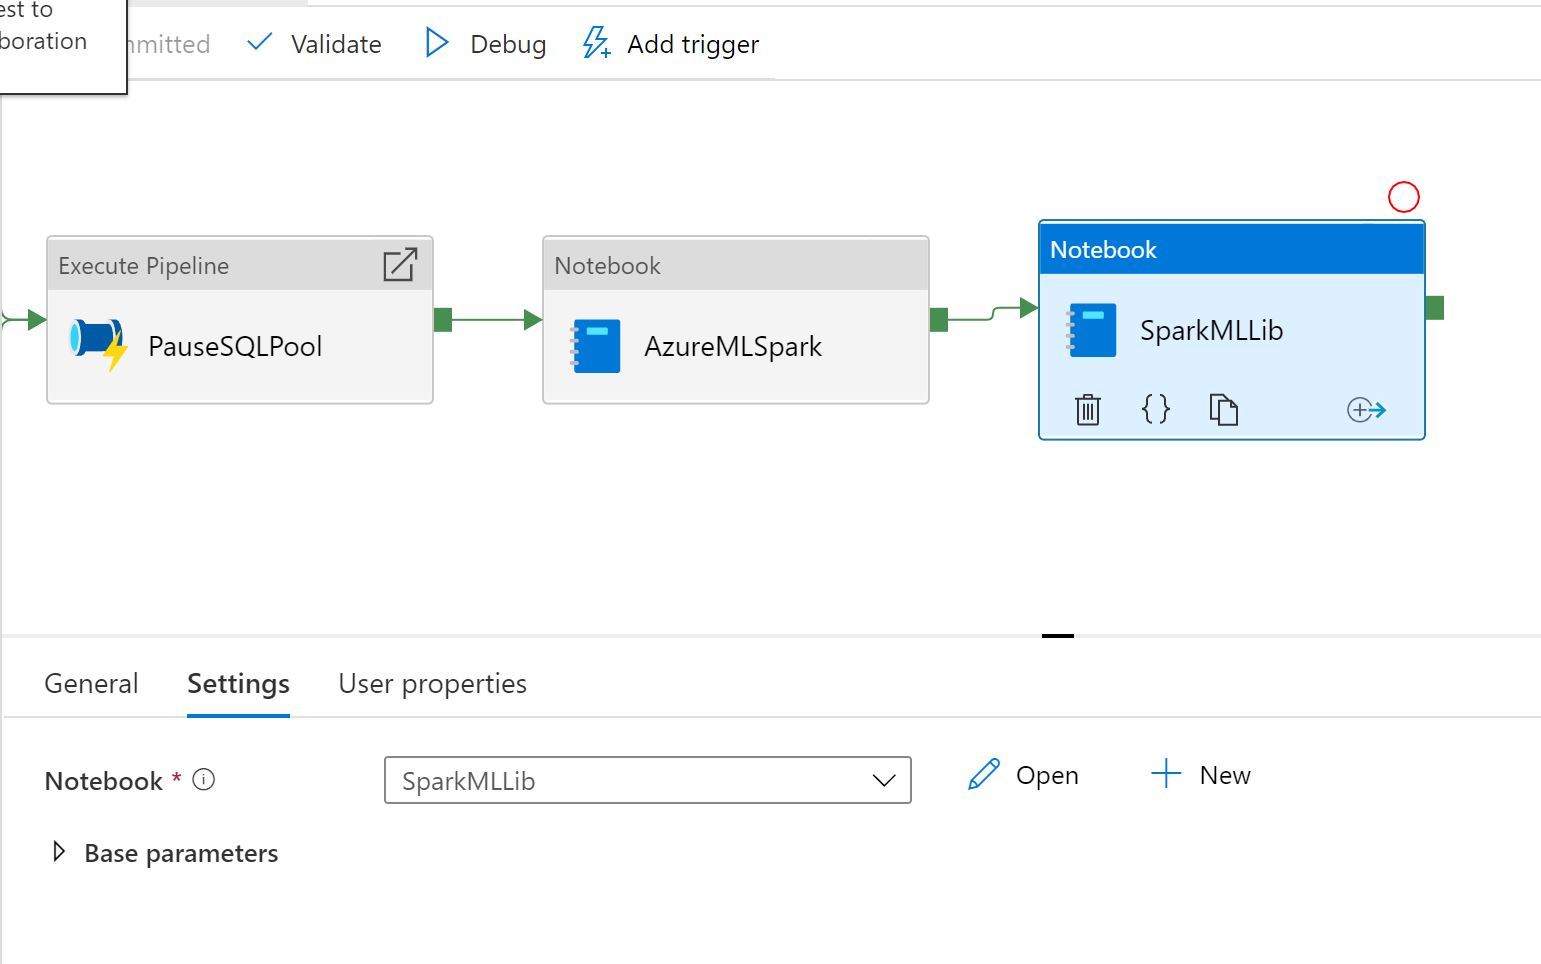 est to
boration
mmitted
Validate
Debug
Add trigger
Execute Pipeline
PauseSQLPool
Notebook
AzureMLSpark
Notebook
SparkMLLib
General
Settings
User properties
Notebook *
SparkMLLib
Open
New
Base parameters